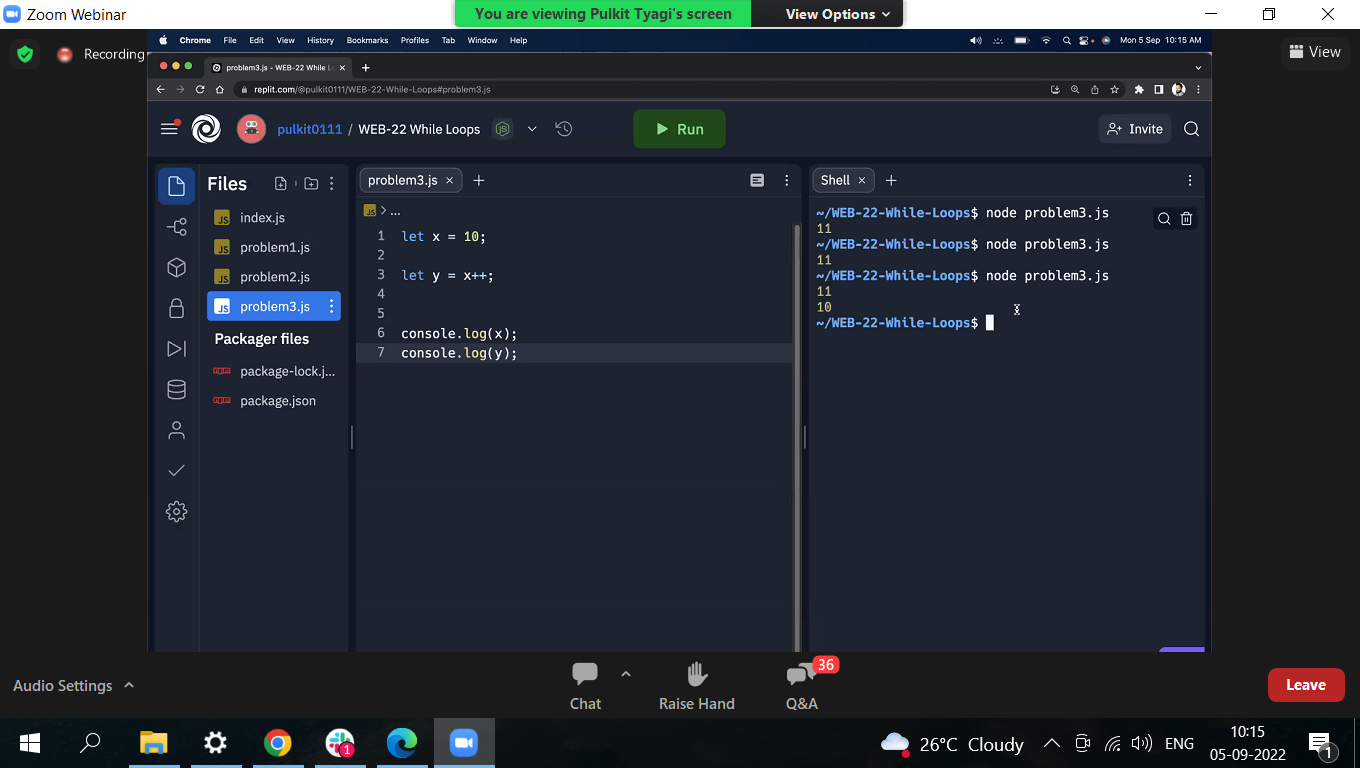 Zoom Webinar
You are viewing Pulkit Tyagi's screen
View Options
Recording
Chrome File Edit View History Bookmarks Profiles Tab Window Help
Mon 5 Sep 10:15 AM
View
problem3.js - WEB-22 While L
replit.com/@pulkit0111/WEB-22-While-Loops#problem3.js
pulkit0111 / WEB-22 While Loops
Run
Invite
Files
index.js
problem1.js
problem2.js
problem3.js
Packager files
package-lock.j...
package.json
problem3.js
...
1 let x = 10;
2
3 let y = x++;
4
5
6 console.log(x);
7 console.log(y);
Shell
~/WEB-22-While-Loops$ node problem3.js
11
~/WEB-22-While-Loops$ node problem3.js
11
~/WEB-22-While-Loops$ node problem3.js
11
10
~/WEB-22-While-Loops$
Audio Settings
Chat
Raise Hand
36
Q&A
Leave
1
26°C Cloudy
ENG
10:15
05-09-2022
1